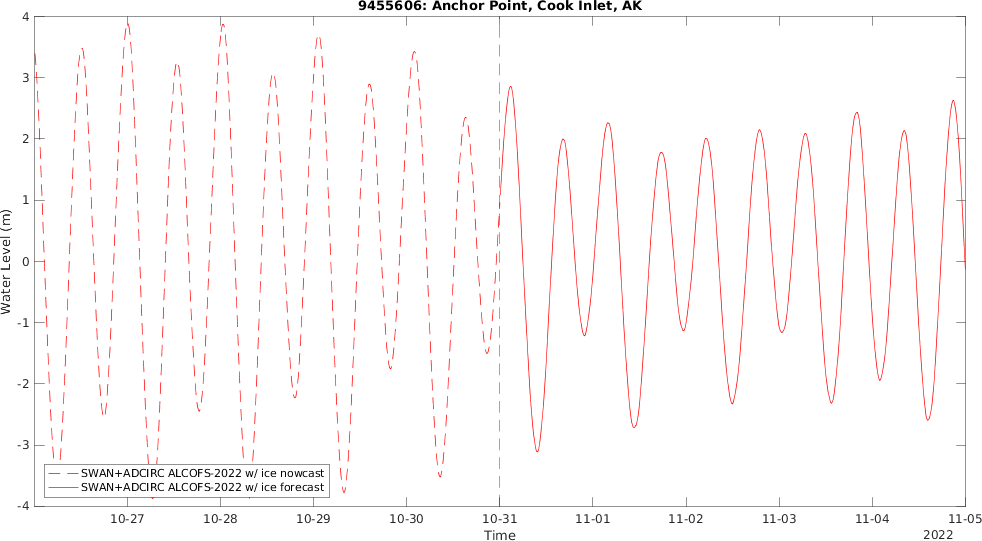 9455606: Anchor Point, Cook Inlet, AK
4
3
2
1
0
-1
-2
-3
-4
Water Level (m)
SWAN+ADCIRC ALCOFS-2022 w/ ice nowcast
SWAN+ADCIRC ALCOFS-2022 w/ ice forecast
10-27 10-28 10-29 10-30 10-31 11-01 11-02 11-03 11-04 11-05
Time
2022